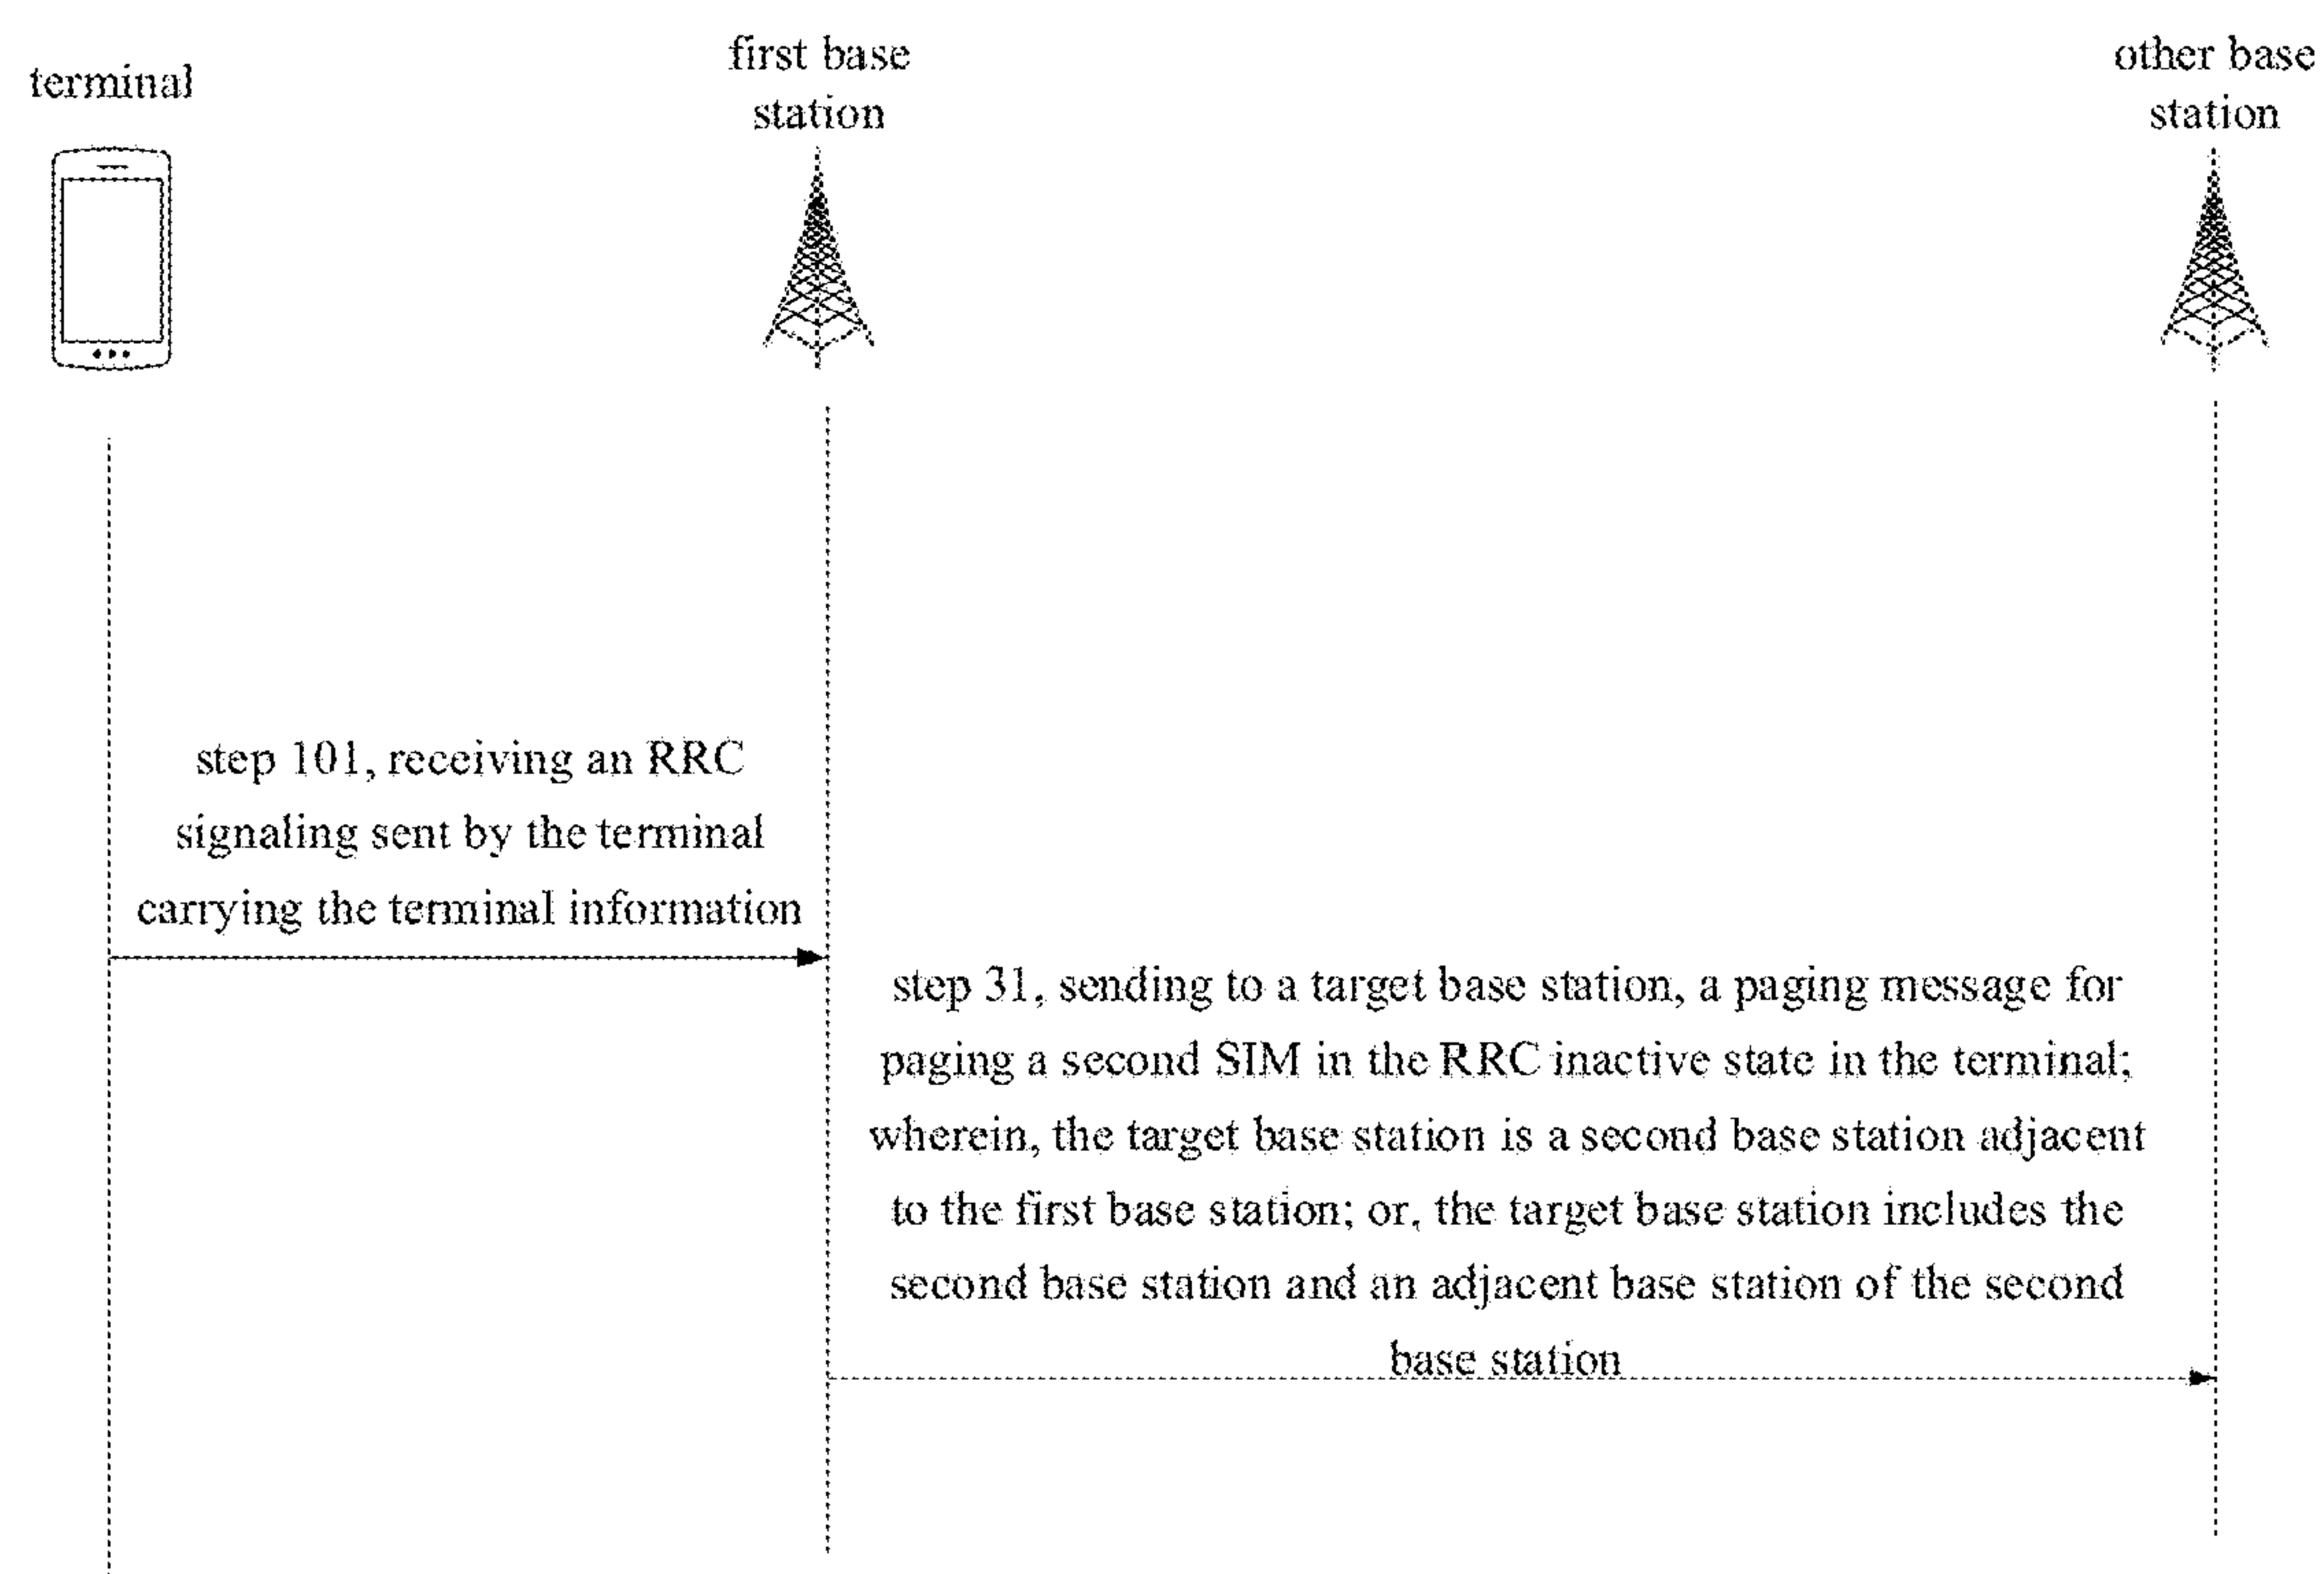 terminal
first base
station
other base
station
step 101, receiving an RRC
signaling sent by the terminal
carrying the terminal information
step 31, sending to a target base station, a paging message for
paging a second SIM in the RRC inactive state in the terminal;
wherein, the target base station is a second base station adjacent
to the first base station; or, the target base station includes the
second base station and an adjacent base station of the second
base station